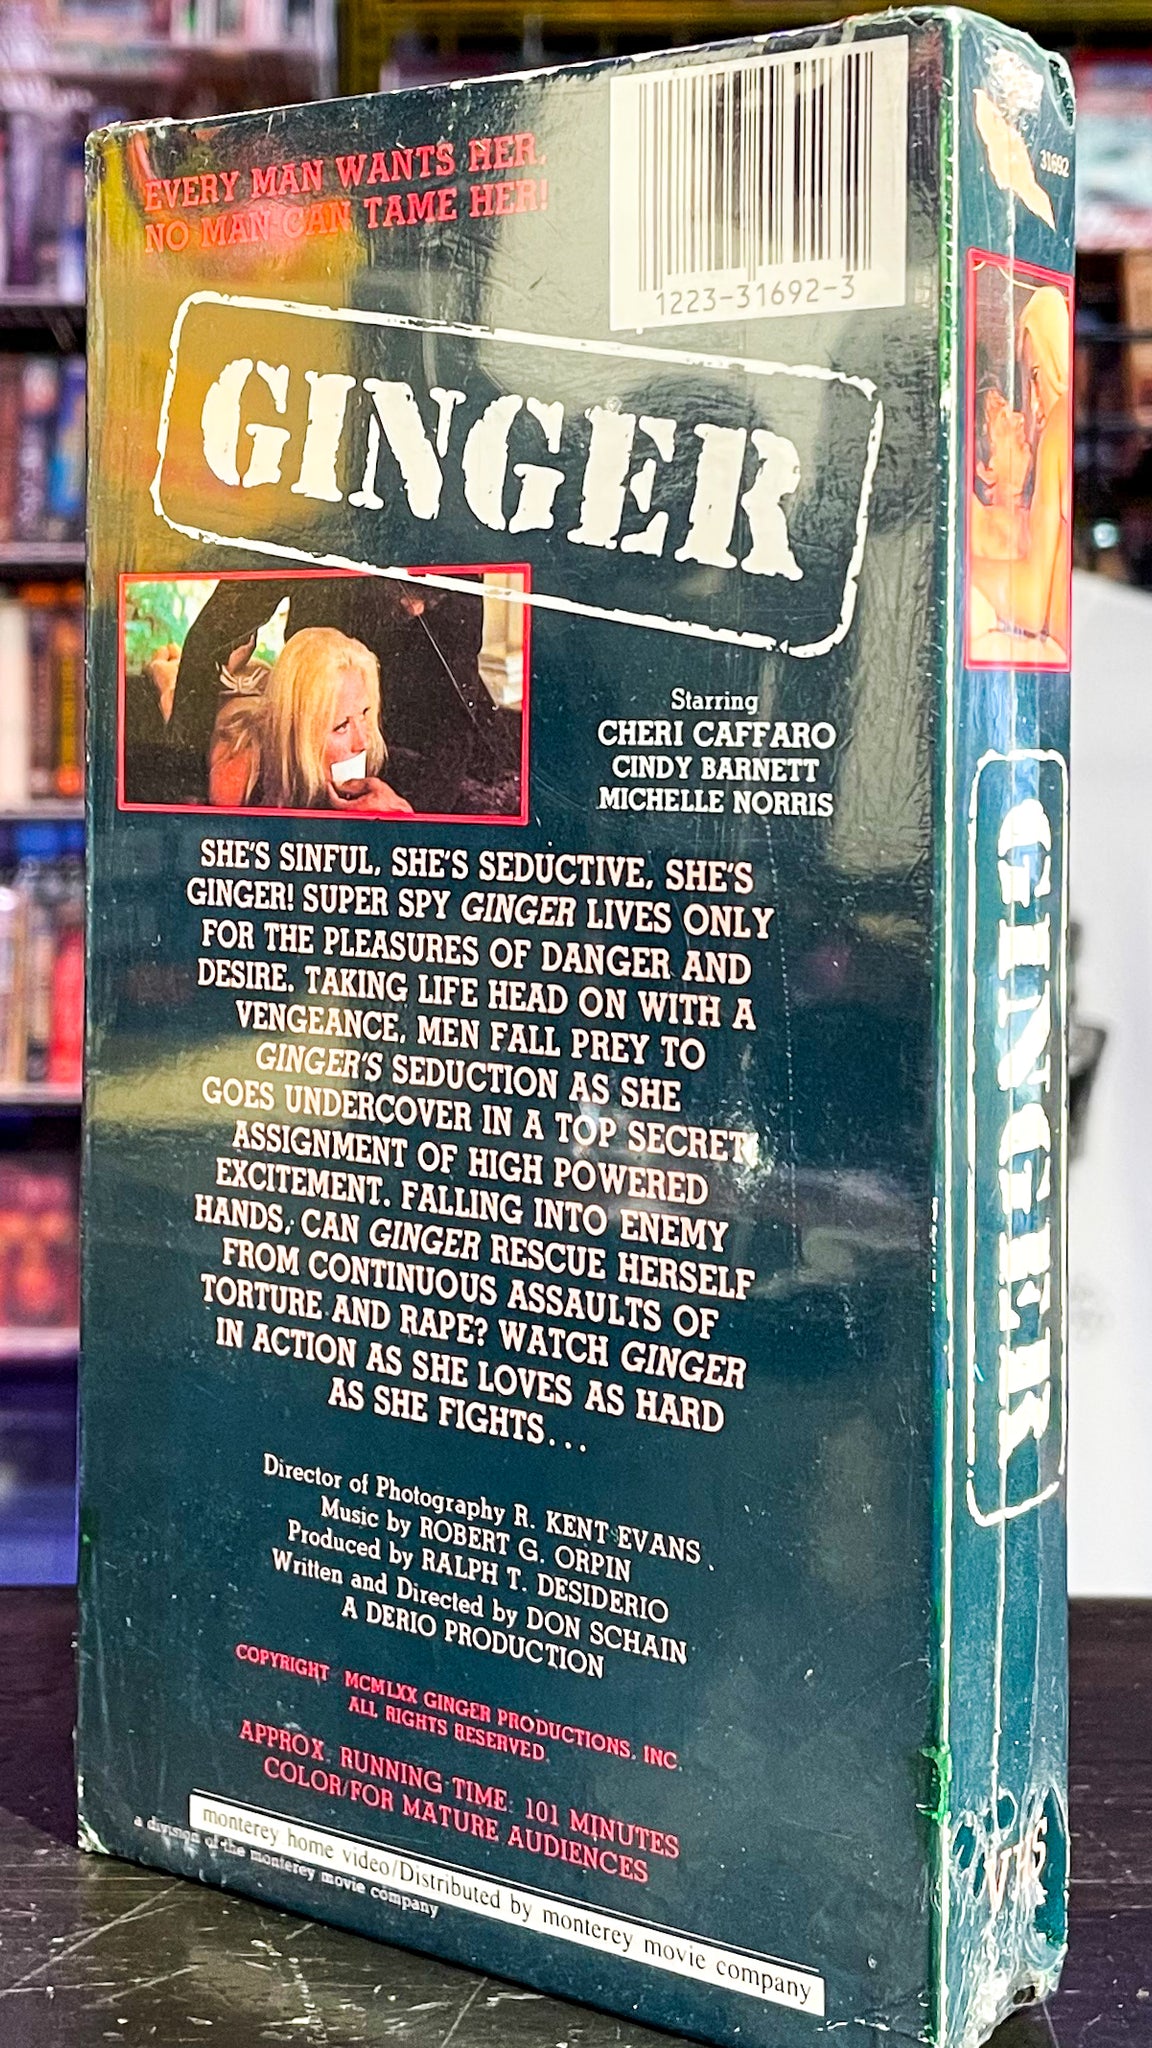 EVERY MAN WANTS HER,
NO MAN CAN TAME HER!
1223-31692-3
GINGER
Starring
CHERI CAFFARO
CINDY BARNETT
MICHELLE NORRIS
SHE'S SINFUL, SHE'S SEDUCTIVE, SHE'S
GINGER! SUPER SPY GINGER LIVES ONLY
FOR THE PLEASURES OF DANGER AND
DESIRE. TAKING LIFE HEAD ON WITH A
VENGEANCE, MEN FALL PREY TO
GINGER'S SEDUCTION AS SHE
GOES UNDERCOVER IN A TOP SECRET
ASSIGNMENT OF HIGH POWERED
EXCITEMENT. FALLING INTO ENEMY
HANDS, CAN GINGER RESCUE HERSELF
FROM CONTINUOUS ASSAULTS OF
TORTURE AND RAPE? WATCH GINGER
IN ACTION AS SHE LOVES AS HARD
AS SHE FIGHTS...
Director of Photography R. KENT EVANS
Music by ROBERT G. ORPIN
Produced by RALPH T. DESIDERIO
Written and Directed by DON SCHAIN
A DERIO PRODUCTION
COPYRIGHT MCMLXX GINGER PRODUCTIONS, INC.
ALL RIGHTS RESERVED.
APPROX. RUNNING TIME: 101 MINUTES
COLOR/FOR MATURE AUDIENCES
monterey home video/Distributed by monterey movie company
a division of the monterey movie company
31692
GINGER
VHS